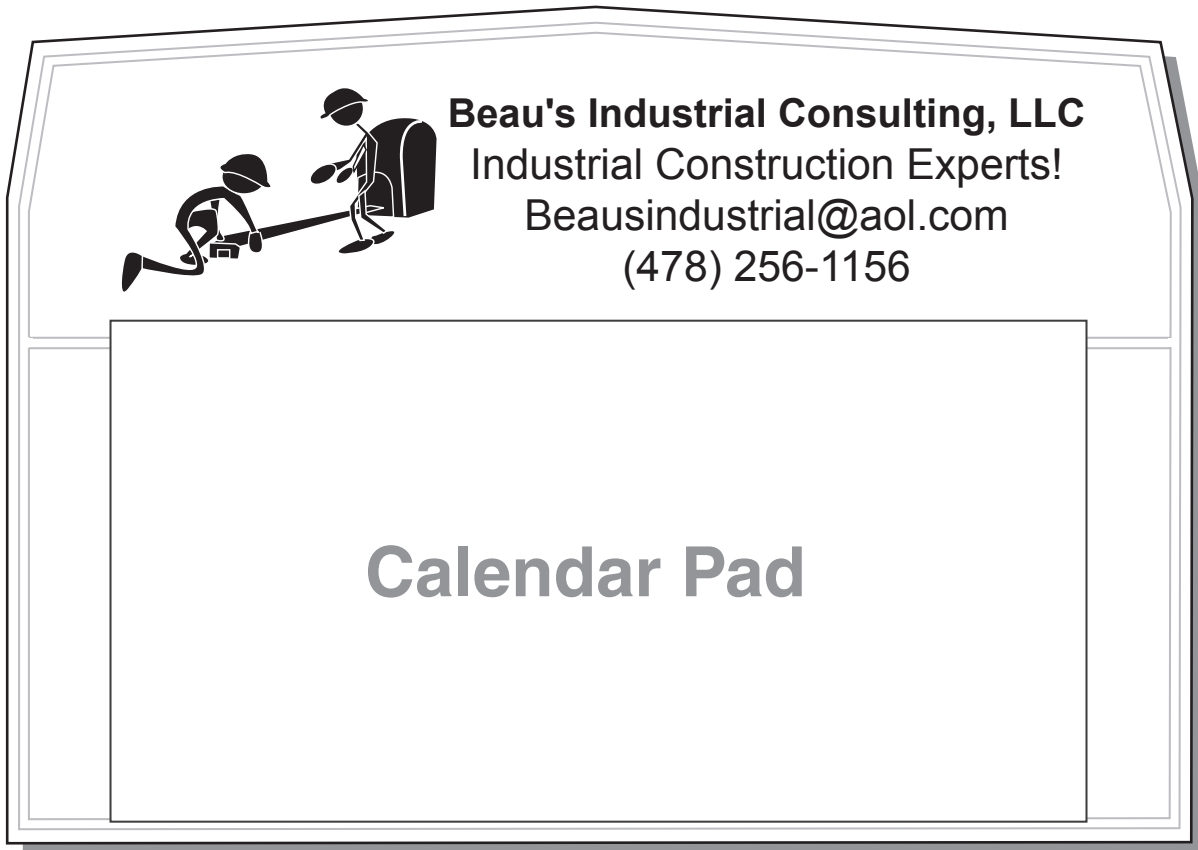 Beau's Industrial Consulting, LLC
Industrial Construction Experts!
Beausindustrial@aol.com
(478) 256-1156
Calendar Pad